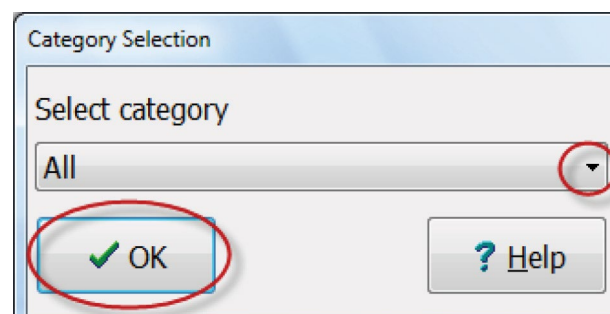 Category Selection
Select category
All
OK
? Help